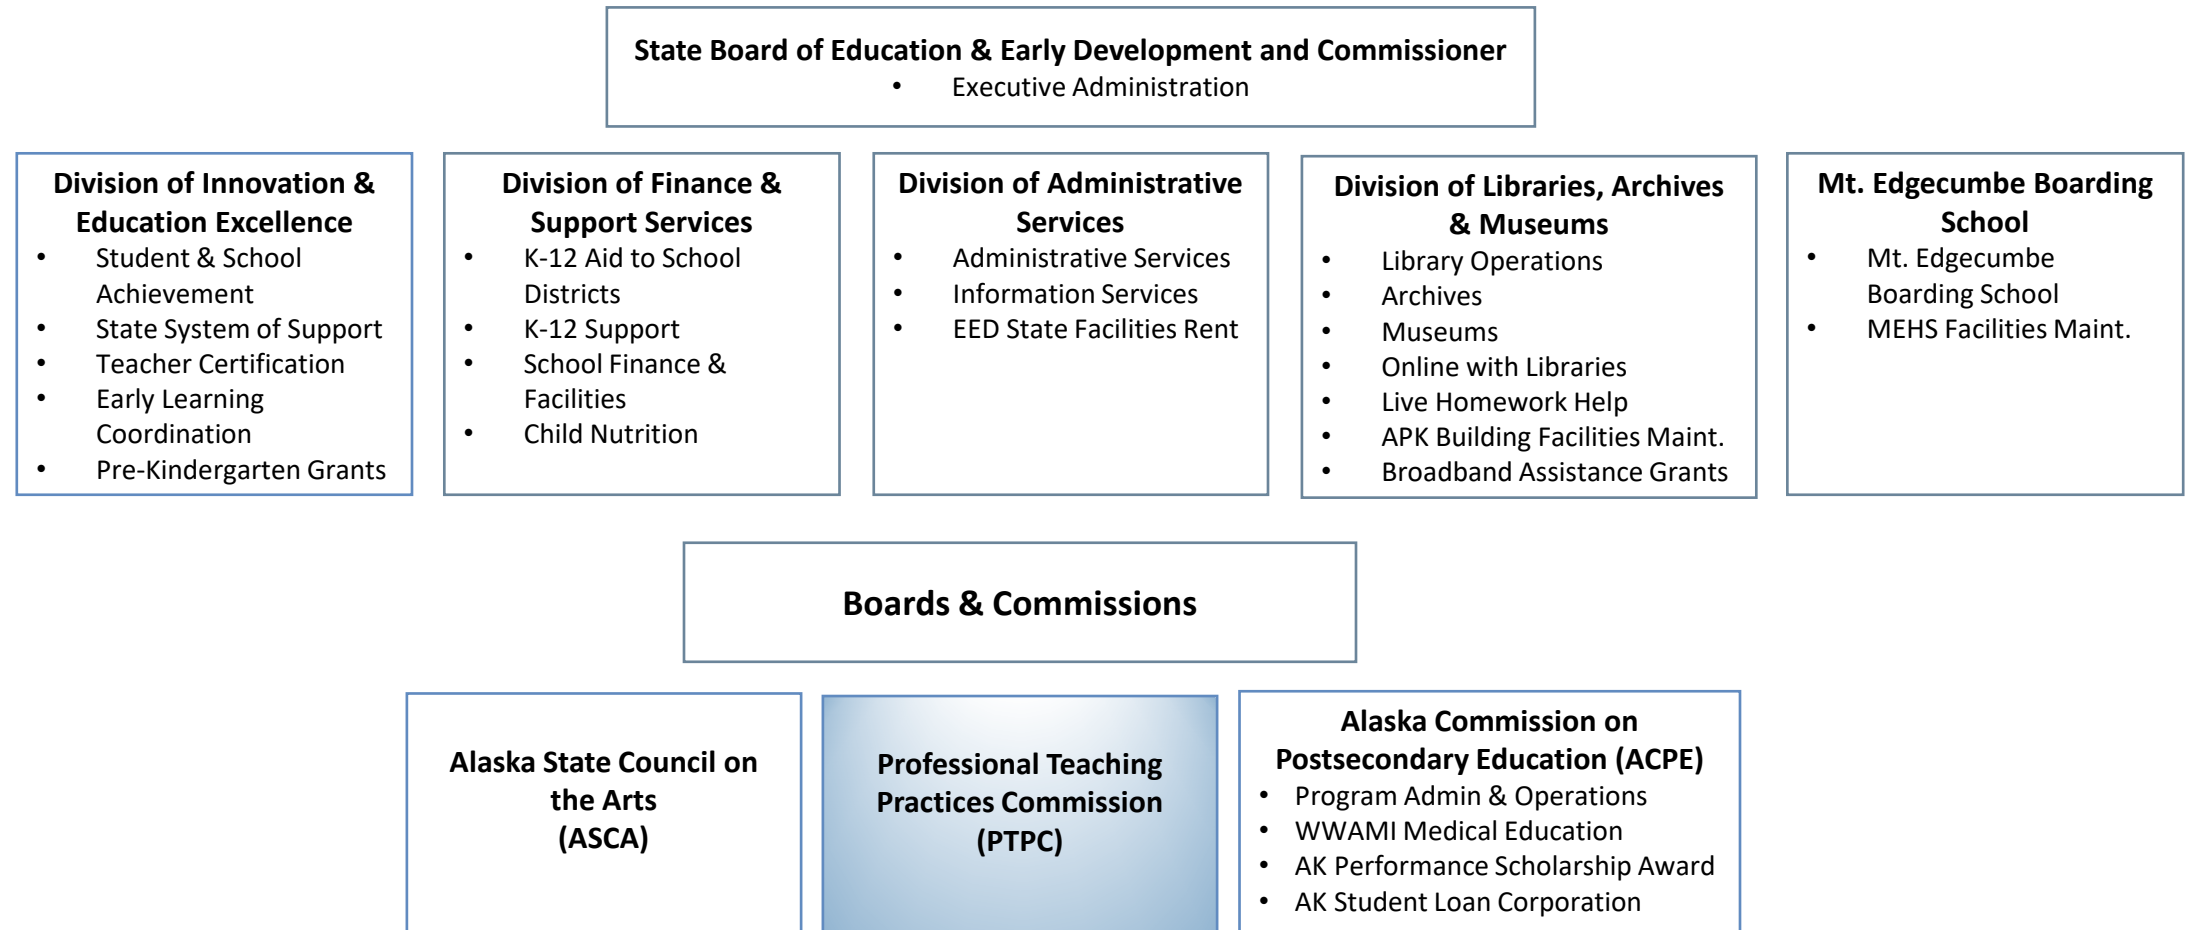 State Board of Education & Early Development and Commissioner
• Executive Administration
Division of Innovation &
Education Excellence
• Student & School
Achievement
• State System of Support
• Teacher Certification
• Early Learning
Coordination
• Pre-Kindergarten Grants
Division of Finance &
Support Services
• K-12 Aid to School
Districts
• K-12 Support
• School Finance &
Facilities
• Child Nutrition
Division of Administrative
Services
• Administrative Services
• Information Services
• EED State Facilities Rent
Division of Libraries, Archives
& Museums
• Library Operations
• Archives
• Museums
• Online with Libraries
• Live Homework Help
• APK Building Facilities Maint.
• Broadband Assistance Grants
Mt. Edgecumbe Boarding
School
• Mt. Edgecumbe
Boarding School
• MEHS Facilities Maint.
Boards & Commissions
Alaska State Council on
the Arts
(ASCA)
Professional Teaching
Practices Commission
(PTPC)
Alaska Commission on
Postsecondary Education (ACPE)
• Program Admin & Operations
• WWAMI Medical Education
• AK Performance Scholarship Award
• AK Student Loan Corporation